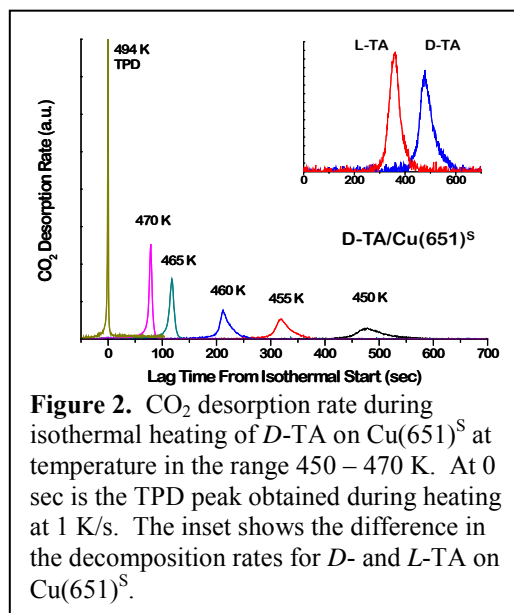 494 K
TPD
L-TA D-TA
0 200 400 600
470 K
465 K
D-TA/Cu(651)ˢ
460 K
455 K
450 K
CO₂ Desorption Rate (a.u.)
0 100 200 300 400 500 600 700
Lag Time From Isothermal Start (sec)
Figure 2. CO₂ desorption rate during
isothermal heating of D-TA on Cu(651)ˢ at
temperature in the range 450 – 470 K. At 0
sec is the TPD peak obtained during heating
at 1 K/s. The inset shows the difference in
the decomposition rates for D- and L-TA on
Cu(651)ˢ.